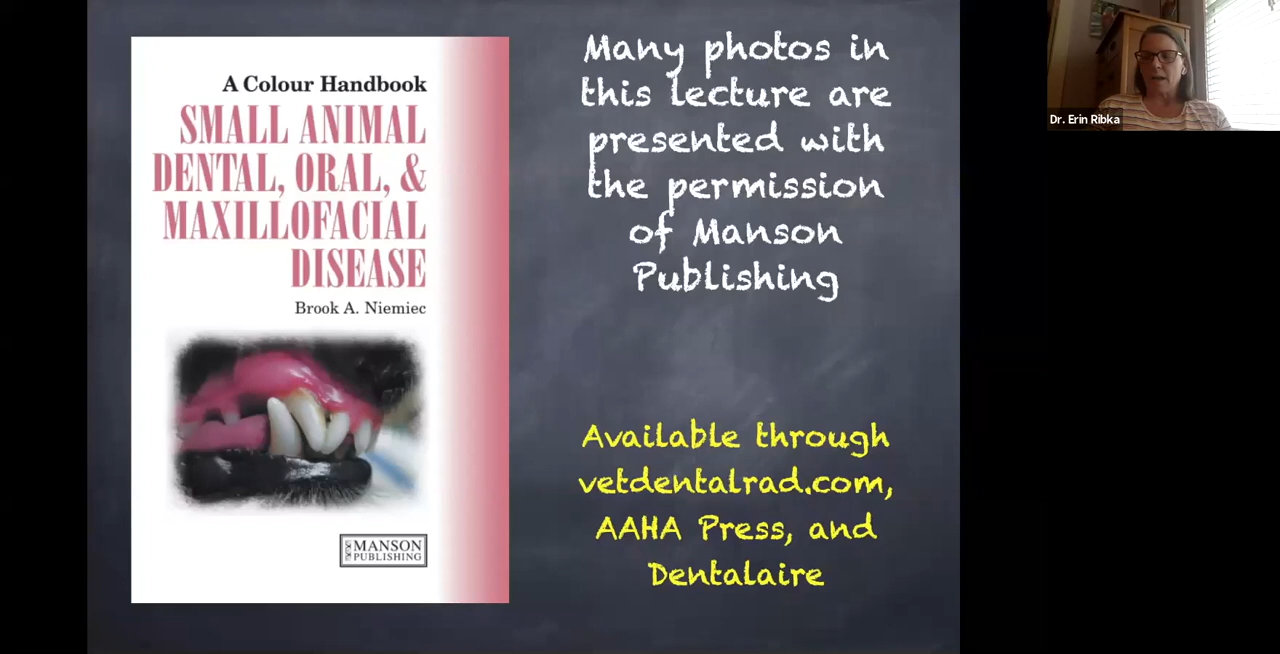 A Colour Handbook
SMALL ANIMAL
DENTAL, ORAL, &
MAXILLOFACIAL
DISEASE
Brook A. Niemiec
MANSON
PUBLISHING
Many photos in
this lecture are
presented with
the permission
of Manson
Publishing
Available through
vetdentalrad.com,
AAHA Press, and
Dentalaire
Dr. Erin Ribka